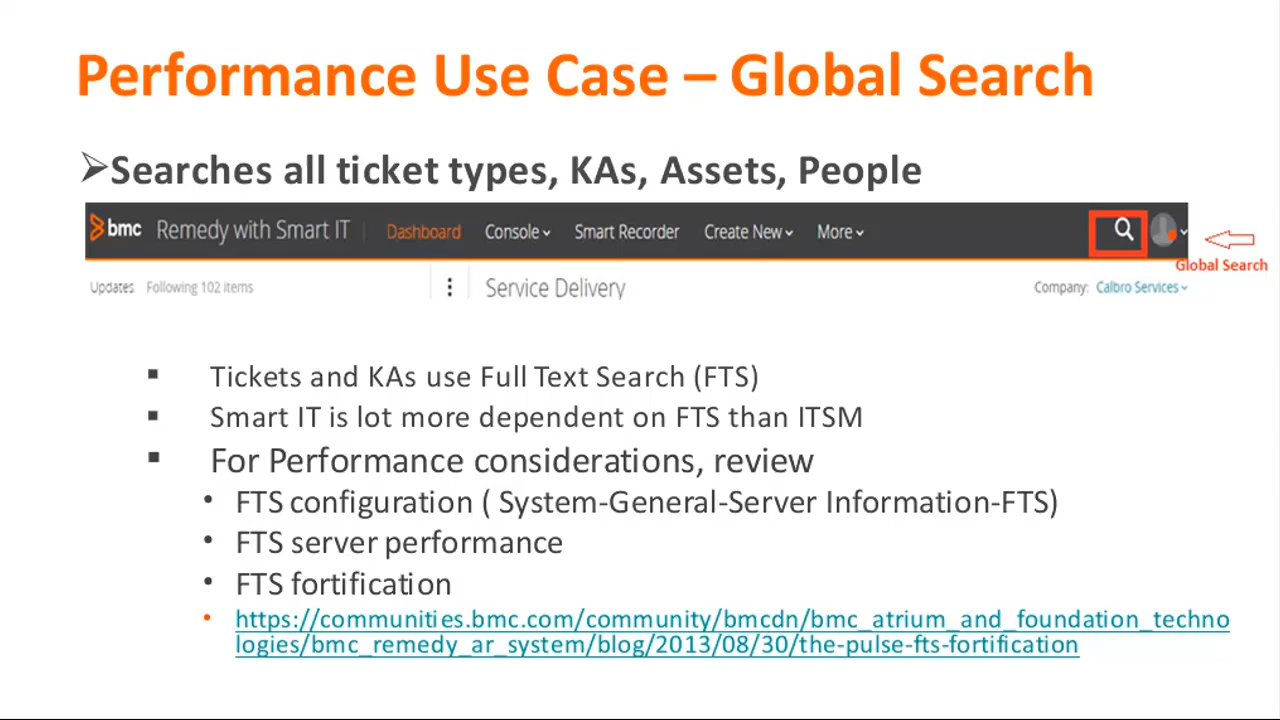 Performance Use Case – Global Search
➢Searches all ticket types, KAs, Assets, People
bmc Remedy with Smart IT Dashboard Console Smart Recorder Create New More
Global Search
Updates Following 102 items Service Delivery Company: Calbro Services
▪ Tickets and KAs use Full Text Search (FTS)
▪ Smart IT is lot more dependent on FTS than ITSM
▪ For Performance considerations, review
• FTS configuration ( System-General-Server Information-FTS)
• FTS server performance
• FTS fortification
• https://communities.bmc.com/community/bmcdn/bmc_atrium_and_foundation_techno
logies/bmc_remedy_ar_system/blog/2013/08/30/the-pulse-fts-fortification